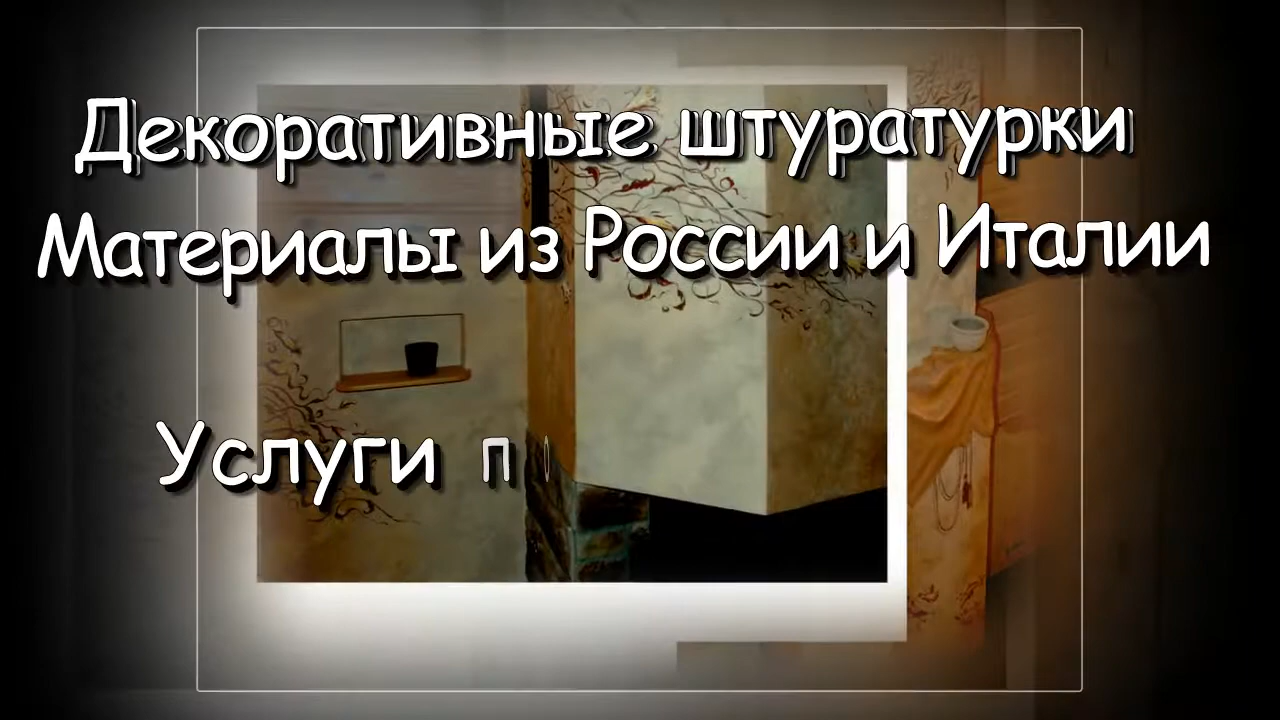 Декоративные штуратурки
Материалы из России и Италии
Услуги п